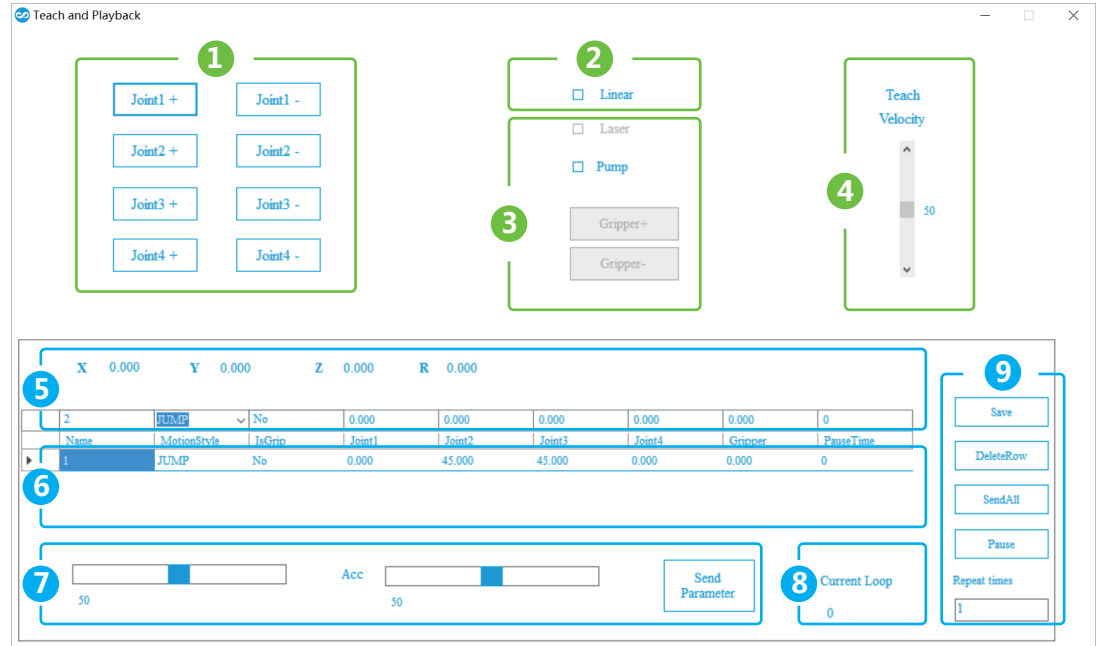 Teach and Playback
1
Joint1 + Joint1 -
Joint2 + Joint2 -
Joint3 + Joint3 -
Joint4 + Joint4 -
2
Linear
3
Laser
Pump
Gripper+
Gripper-
4
Teach
Velocity
50
5
X 0.000 Y 0.000 Z 0.000 R 0.000
2 JUMP No 0.000 0.000 0.000 0.000 0.000 0
Name MotionStyle IsGrip Joint1 Joint2 Joint3 Joint4 Gripper PauseTime
6
1 JUMP No 0.000 45.000 45.000 0.000 0.000 0
7
50
Acc
50
Send
Parameter
8
Current Loop
0
9
Save
DeleteRow
SendAll
Pause
Repeat times
1